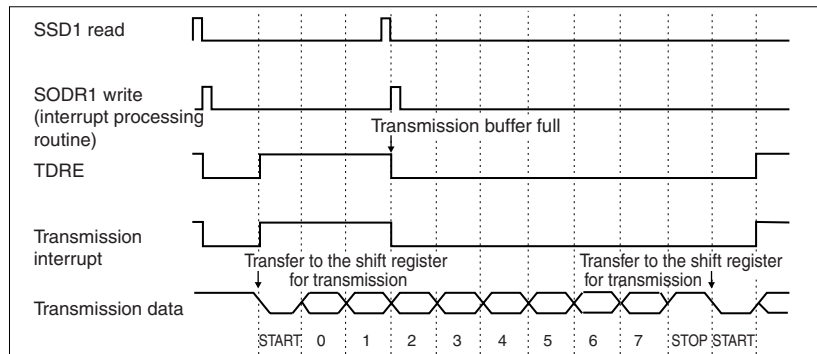 SSD1 read
SODR1 write
(interrupt processing
routine)
Transmission buffer full
TDRE
Transmission
interrupt
Transfer to the shift register
for transmission
Transfer to the shift register
for transmission
Transmission data
START 0 1 2 3 4 5 6 7 STOP START